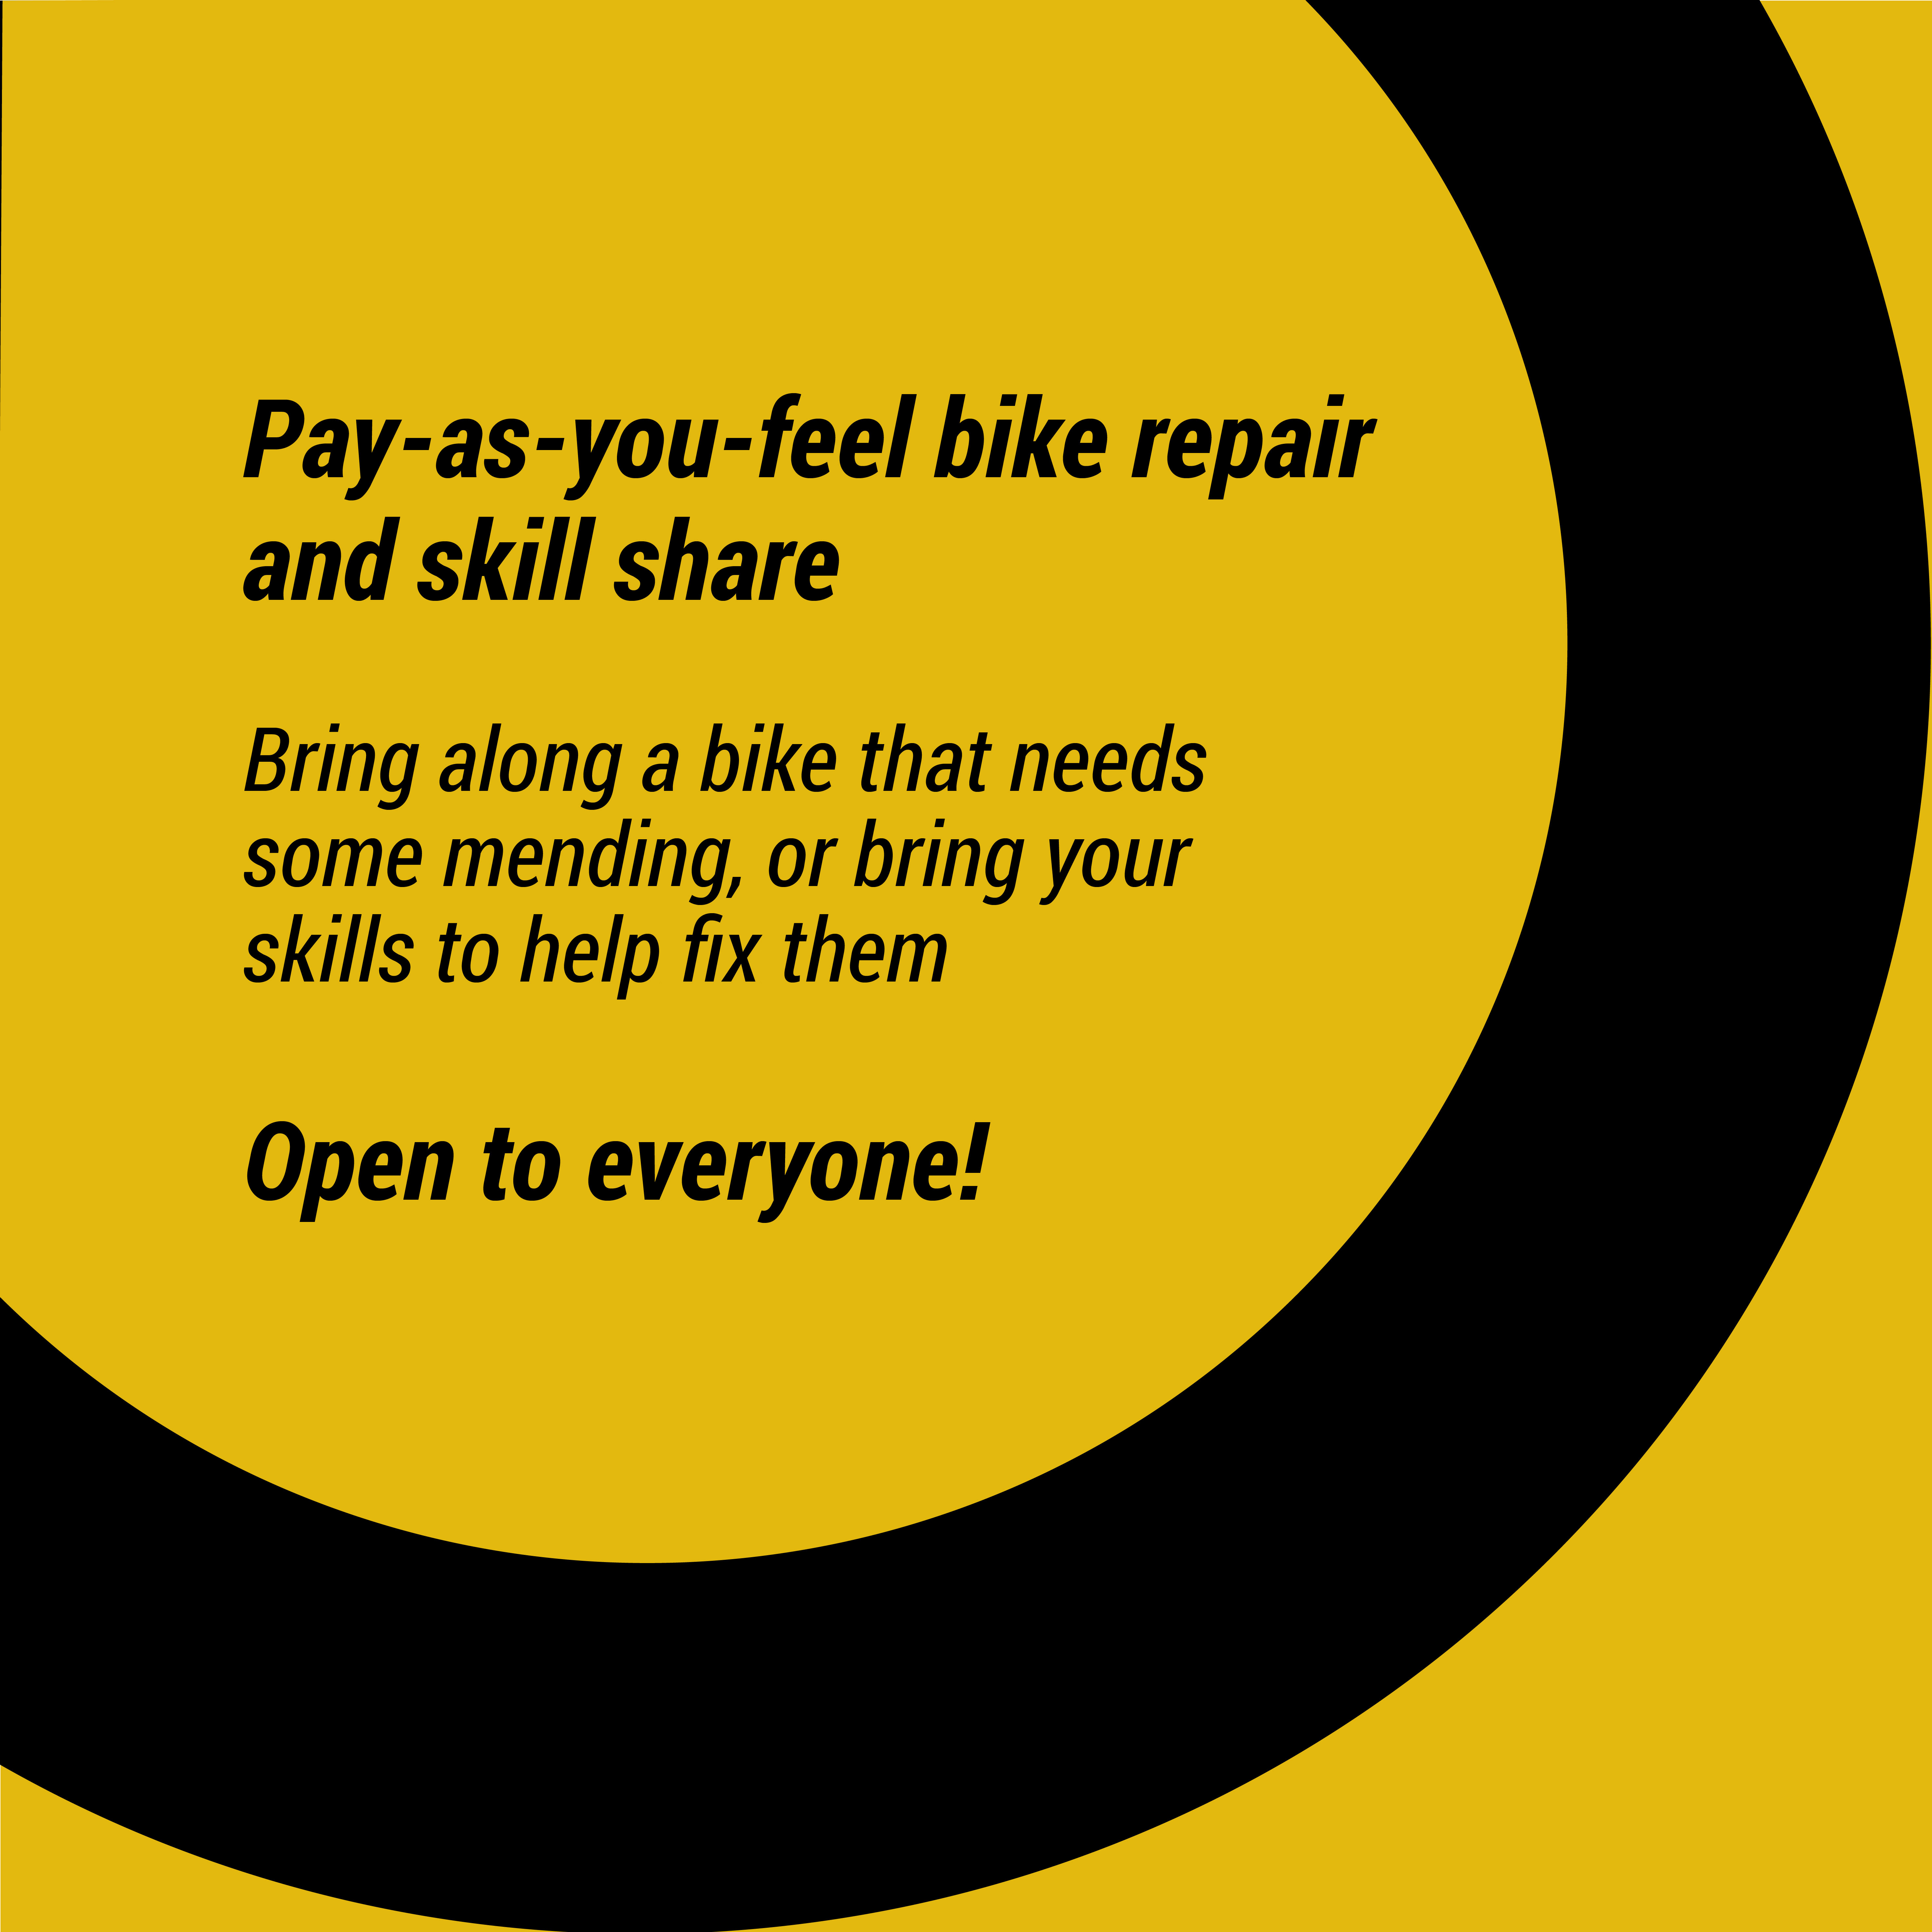 Pay-as-you-feel bike repair
and skill share
Bring along a bike that needs
some mending, or bring your
skills to help fix them
Open to everyone!